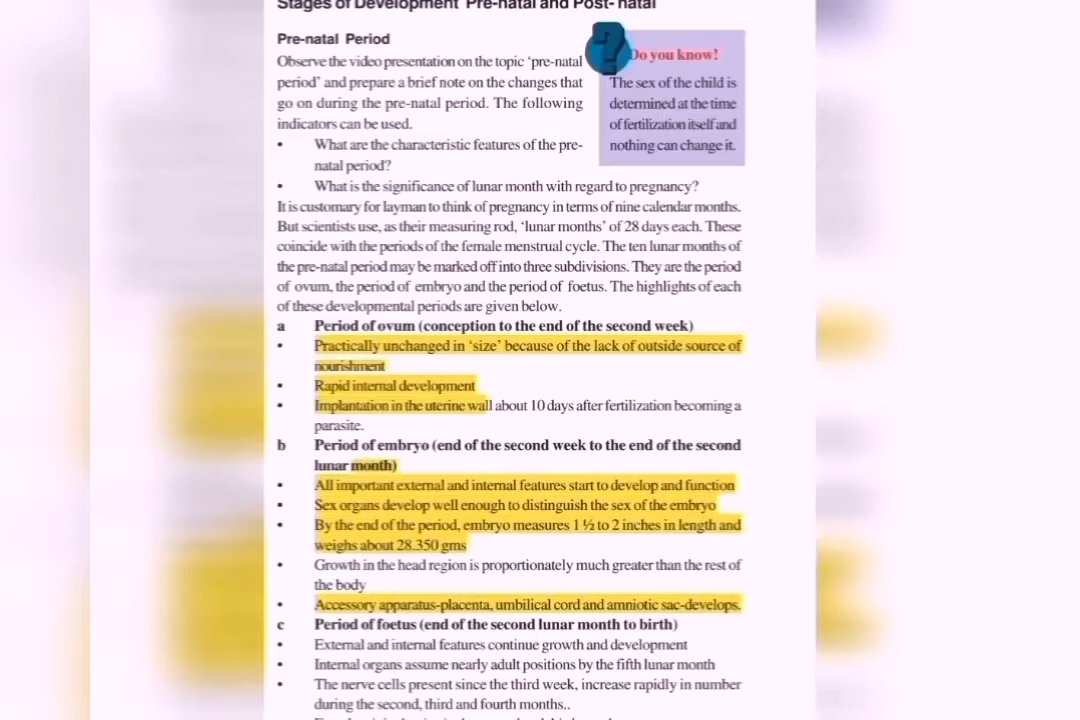 Stages of Development Pre-natal and Post- natal
Pre-natal Period
Observe the video presentation on the topic ‘pre-natal
period’ and prepare a brief note on the changes that
go on during the pre-natal period. The following
indicators can be used.
• What are the characteristic features of the pre-
natal period?
Do you know!
The sex of the child is
determined at the time
of fertilization itself and
nothing can change it.
• What is the significance of lunar month with regard to pregnancy?
It is customary for layman to think of pregnancy in terms of nine calendar months.
But scientists use, as their measuring rod, ‘lunar months’ of 28 days each. These
coincide with the periods of the female menstrual cycle. The ten lunar months of
the pre-natal period may be marked off into three subdivisions. They are the period
of ovum, the period of embryo and the period of foetus. The highlights of each
of these developmental periods are given below.
a Period of ovum (conception to the end of the second week)
• Practically unchanged in ‘size’ because of the lack of outside source of
nourishment
• Rapid internal development
• Implantation in the uterine wall about 10 days after fertilization becoming a
parasite.
b Period of embryo (end of the second week to the end of the second
lunar month)
• All important external and internal features start to develop and function
• Sex organs develop well enough to distinguish the sex of the embryo
• By the end of the period, embryo measures 1 ½ to 2 inches in length and
weighs about 28.350 gms
• Growth in the head region is proportionately much greater than the rest of
the body
• Accessory apparatus-placenta, umbilical cord and amniotic sac-develops.
c Period of foetus (end of the second lunar month to birth)
• External and internal features continue growth and development
• Internal organs assume nearly adult positions by the fifth lunar month
• The nerve cells present since the third week, increase rapidly in number
during the second, third and fourth months..